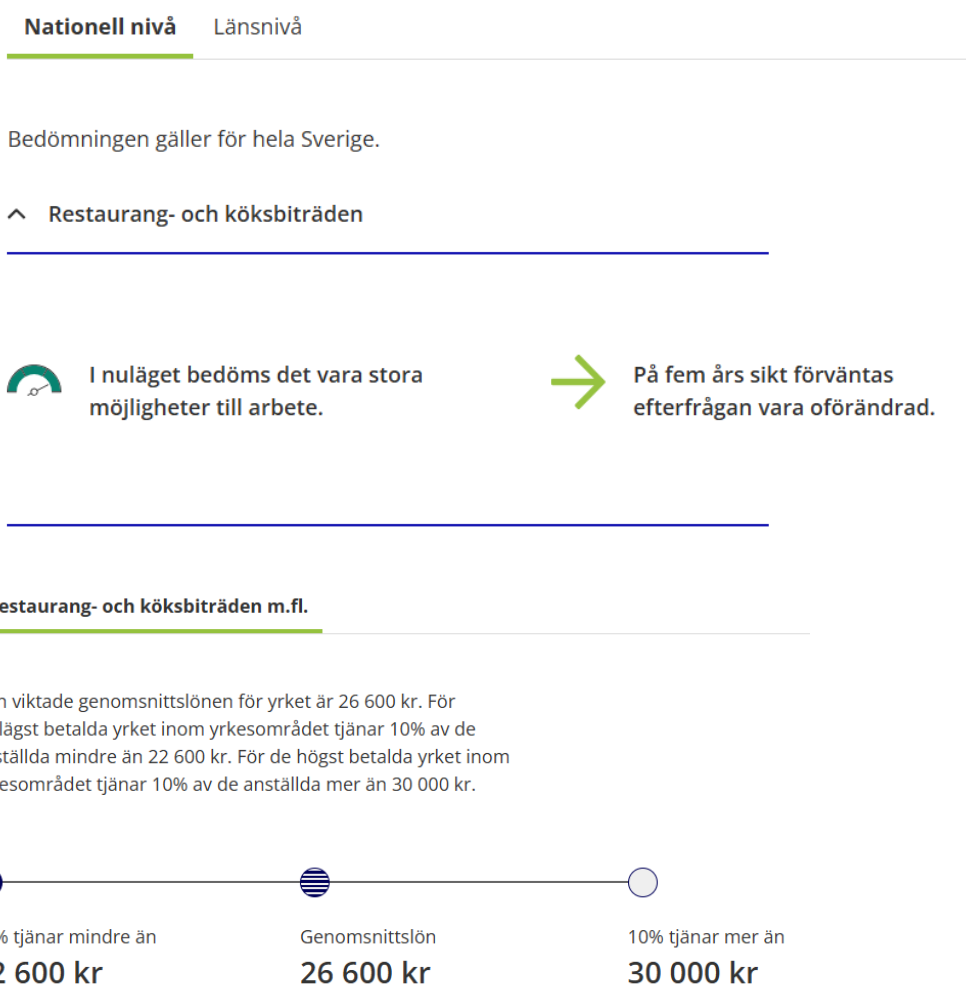 Nationell nivå Länsnivå
Bedömningen gäller för hela Sverige.
Restaurang- och köksbiträden
I nuläget bedöms det vara stora
möjligheter till arbete.
På fem års sikt förväntas
efterfrågan vara oförändrad.
estaurang- och köksbiträden m.fl.
n viktade genomsnittslönen för yrket är 26 600 kr. För
lägst betalda yrket inom yrkesområdet tjänar 10% av de
ställda mindre än 22 600 kr. För de högst betalda yrket inom
esområdet tjänar 10% av de anställda mer än 30 000 kr.
% tjänar mindre än
2 600 kr
Genomsnittslön
26 600 kr
10% tjänar mer än
30 000 kr